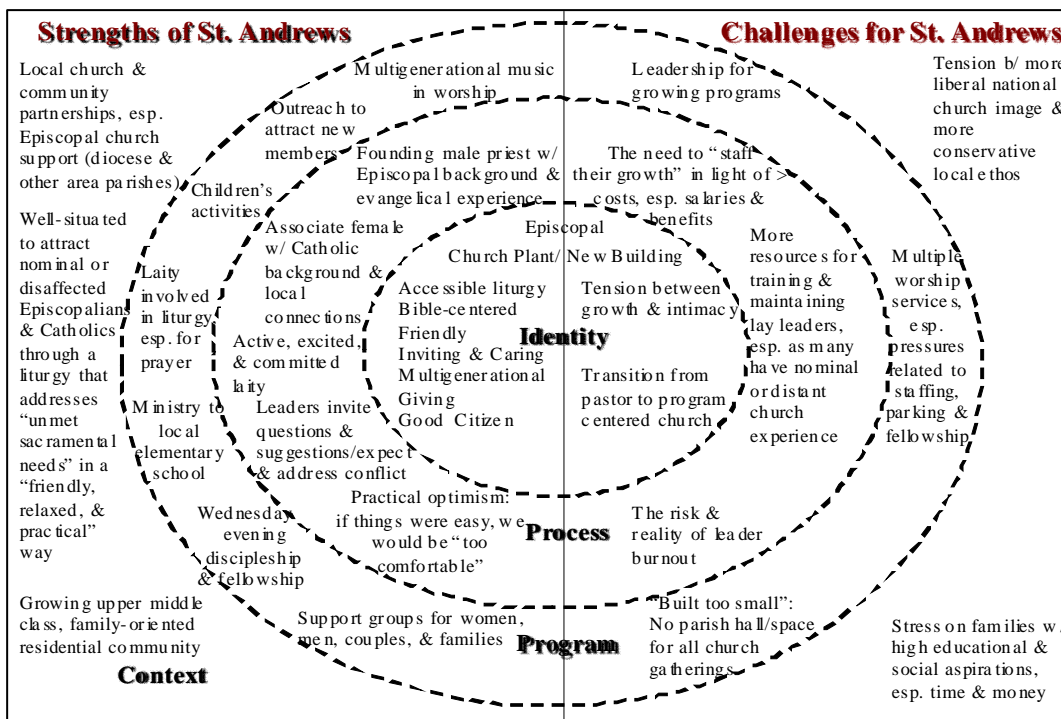 Strengths of St. Andrews
Challenges for St. Andrews
Local church &
community
partnerships, esp.
Episcopal church
support (diocese &
other area parishes)
Well-situated
to attract
nominal or
disaffected
Episcopalians
& Catholics
through a
liturgy that
addresses
“unmet
sacramental
needs” in a
“friendly,
relaxed, &
practical”
way
Growing upper middle
class, family-oriented
residential community
Context
Multigenerational music
in worship
Outreach to
attract new
members
Children’s
activities
Laity
involved
in liturgy,
esp. for
prayer
Ministry to
local
elementary
school
Wednesday
evening
discipleship
& fellowship
Support groups for women,
men, couples, & families
Program
Founding male priest w/
Episcopal background &
evangelical experience
Associate female
w/ Catholic
background &
local
connections
Active, excited,
& committed
laity
Leaders invite
questions &
suggestions/expect
& address conflict
Practical optimism:
if things were easy, we
would be “too
comfortable”
Process
Episcopal
Church Plant/ New Building
Accessible liturgy
Bible-centered
Friendly
Inviting & Caring
Multigenerational
Giving
Good Citizen
Identity
Tension between
growth & intimacy
Transition from
pastor to program
centered church
The need to “staff
their growth” in light of >
costs, esp. salaries &
benefits
More
resources for
training &
maintaining
lay leaders,
esp. as many
have nominal
or distant
church
experience
The risk &
reality of leader
burnout
Leadership for
growing programs
Multiple
worship
services,
esp.
pressures
related to
staffing,
parking &
fellowship
“Built too small”:
No parish hall/space
for all church
gatherings
Tension b/ more
liberal national
church image &
more
conservative
local ethos
Stress on families w/
high educational &
social aspirations,
esp. time & money